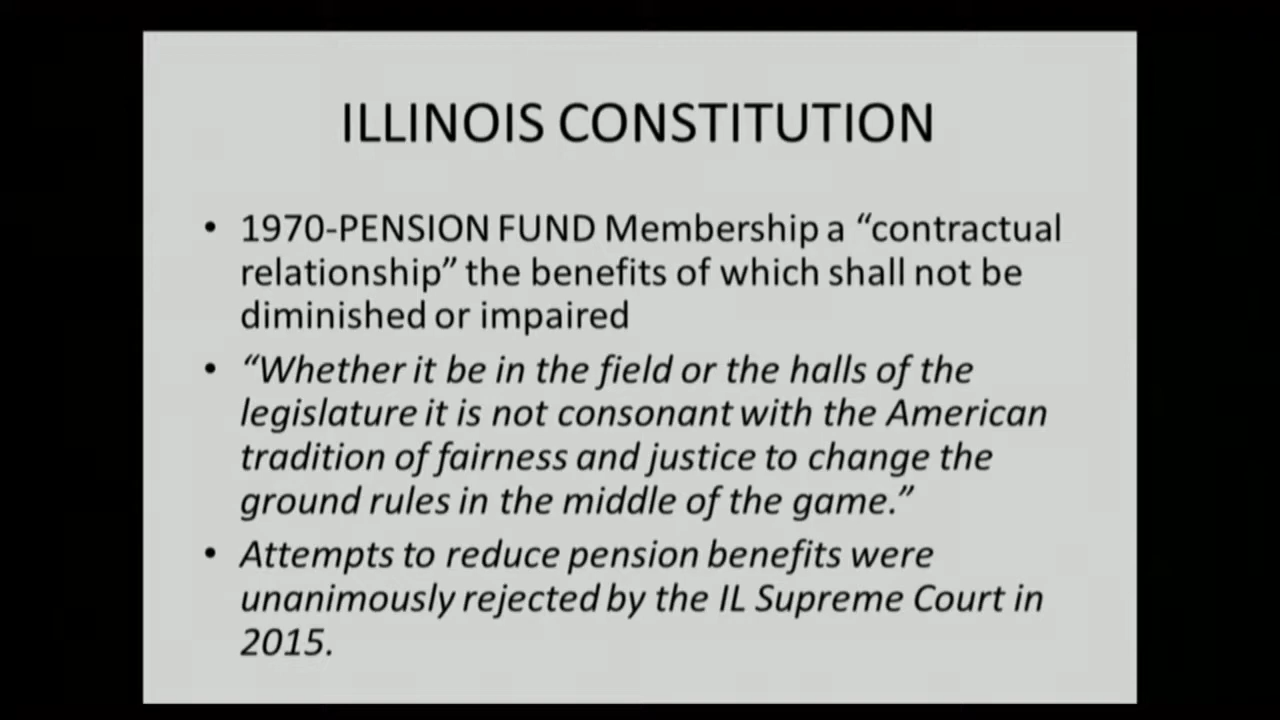 ILLINOIS CONSTITUTION
• 1970-PENSION FUND Membership a “contractual
relationship” the benefits of which shall not be
diminished or impaired
• “Whether it be in the field or the halls of the
legislature it is not consonant with the American
tradition of fairness and justice to change the
ground rules in the middle of the game.”
• Attempts to reduce pension benefits were
unanimously rejected by the IL Supreme Court in
2015.